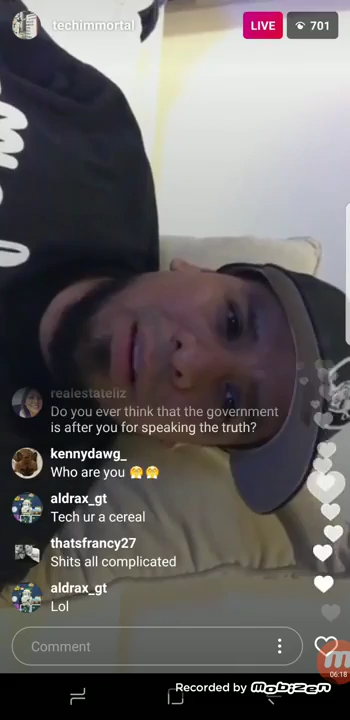 techimmortal
LIVE
701
realestateliz
Do you ever think that the government
is after you for speaking the truth?
kennydawg_
Who are you 😤😤
aldrax_gt
Tech ur a cereal
thatsfrancy27
Shits all complicated
aldrax_gt
Lol
Comment
06:18
Recorded by Mobizen